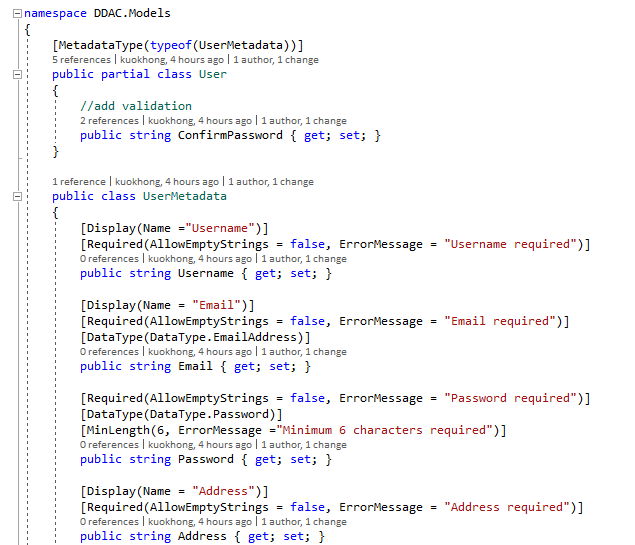 namespace DDAC.Models
{
[MetadataType(typeof(UserMetadata))]
5 references | kuokhong, 4 hours ago | 1 author, 1 change
public partial class User
{
//add validation
2 references | kuokhong, 4 hours ago | 1 author, 1 change
public string ConfirmPassword { get; set; }
}
1 reference | kuokhong, 4 hours ago | 1 author, 1 change
public class UserMetadata
{
[Display(Name ="Username")]
[Required(AllowEmptyStrings = false, ErrorMessage = "Username required")]
0 references | kuokhong, 4 hours ago | 1 author, 1 change
public string Username { get; set; }
[Display(Name = "Email")]
[Required(AllowEmptyStrings = false, ErrorMessage = "Email required")]
[DataType(DataType.EmailAddress)]
0 references | kuokhong, 4 hours ago | 1 author, 1 change
public string Email { get; set; }
[Required(AllowEmptyStrings = false, ErrorMessage = "Password required")]
[DataType(DataType.Password)]
[MinLength(6, ErrorMessage ="Minimum 6 characters required")]
0 references | kuokhong, 4 hours ago | 1 author, 1 change
public string Password { get; set; }
[Display(Name = "Address")]
[Required(AllowEmptyStrings = false, ErrorMessage = "Address required")]
0 references | kuokhong, 4 hours ago | 1 author, 1 change
public string Address { get; set; }